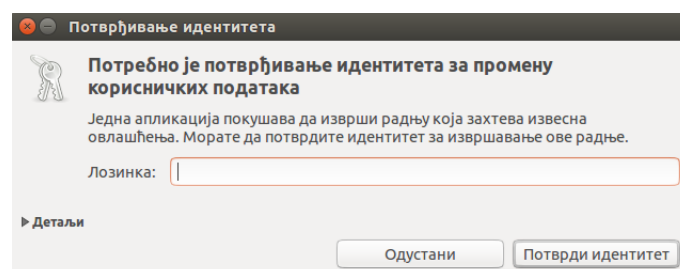 Потврђивање идентитета
Потребно је потврђивање идентитета за промену
корисничких података
Једна апликација покушава да изврши радњу која захтева извесна
овлашћења. Морате да потврдите идентитет за извршавање ове радње.
Лозинка:
Детаљи
Одустани
Потврди идентитет